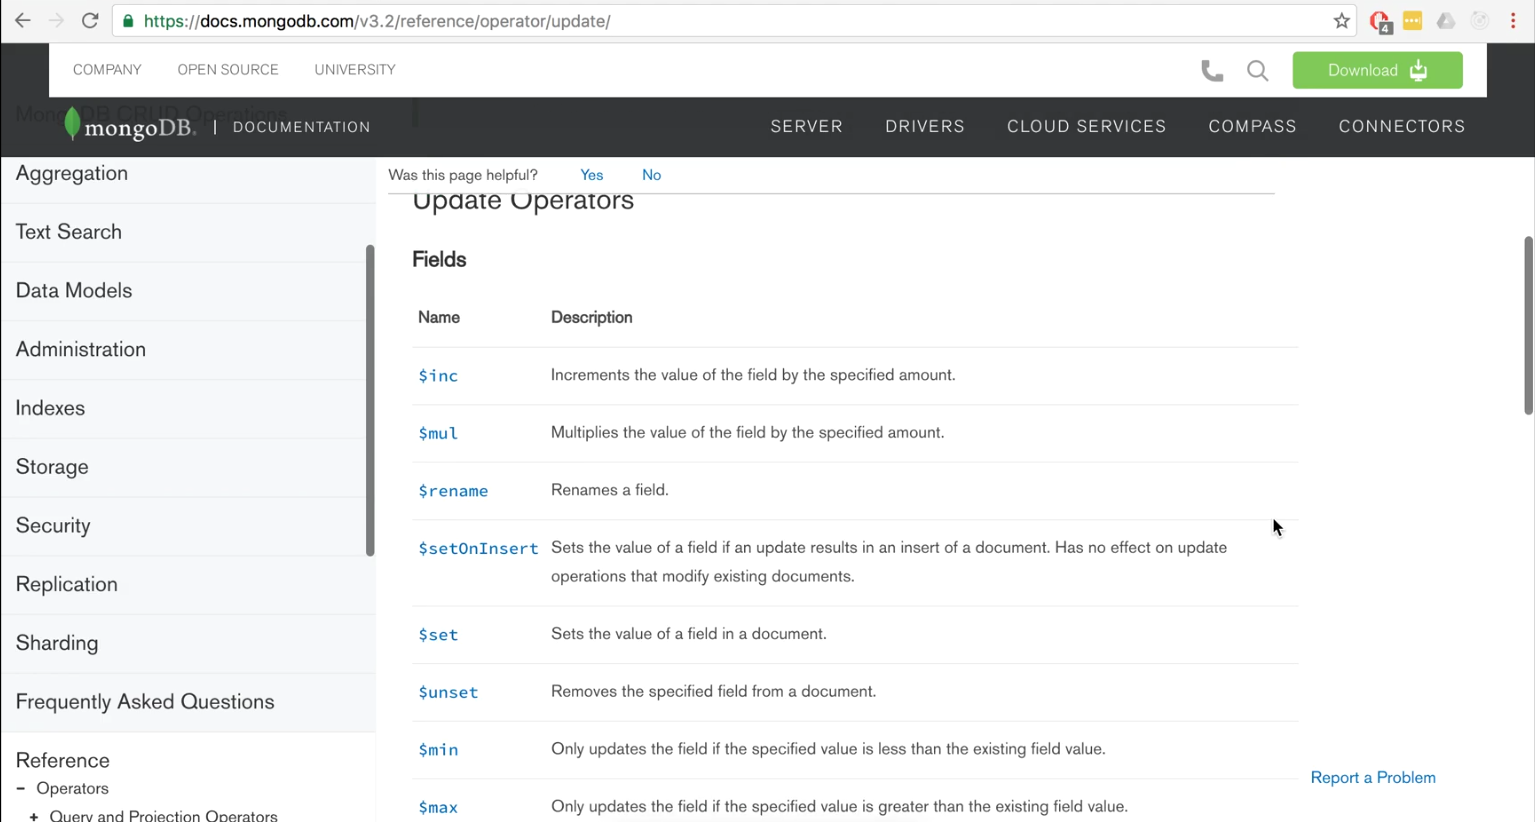 https://docs.mongodb.com/v3.2/reference/operator/update/
4
COMPANY OPEN SOURCE UNIVERSITY
Download
MongoDB CRUD Operations
mongoDB. | DOCUMENTATION
SERVER DRIVERS CLOUD SERVICES COMPASS CONNECTORS
Aggregation
Text Search
Data Models
Administration
Indexes
Storage
Security
Replication
Sharding
Frequently Asked Questions
Reference
- Operators
+ Query and Projection Operators
Was this page helpful? Yes No
Update Operators
Fields
Name Description
$inc Increments the value of the field by the specified amount.
$mul Multiplies the value of the field by the specified amount.
$rename Renames a field.
$setOnInsert Sets the value of a field if an update results in an insert of a document. Has no effect on update
operations that modify existing documents.
$set Sets the value of a field in a document.
$unset Removes the specified field from a document.
$min Only updates the field if the specified value is less than the existing field value.
$max Only updates the field if the specified value is greater than the existing field value.
Report a Problem